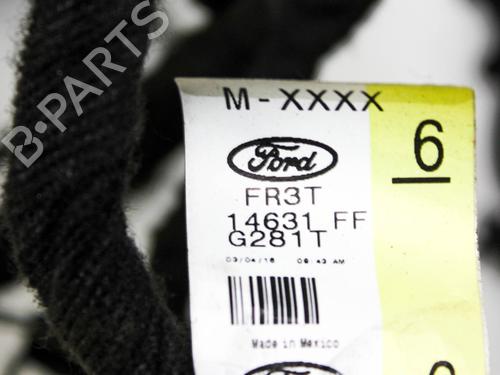 B-PARTS
M-XXXX
6
Ford
FR3T
14631 FF
G281T
03/04/16 06:43 AM
Made in Mexico